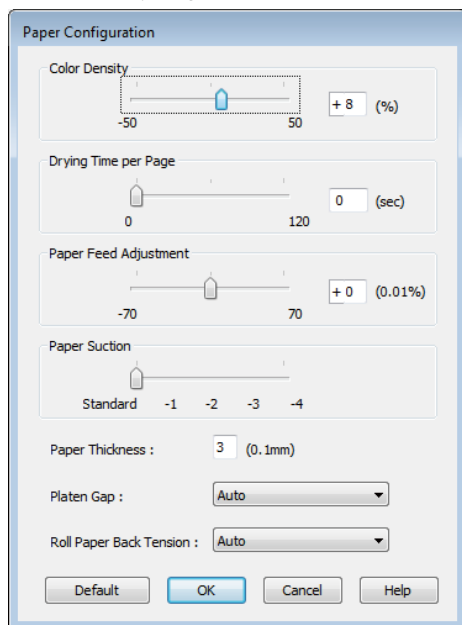 Paper Configuration
Color Density
+ 8 (%)
-50 50
Drying Time per Page
0 (sec)
0 120
Paper Feed Adjustment
+ 0 (0.01%)
-70 70
Paper Suction
Standard -1 -2 -3 -4
Paper Thickness : 3 (0.1mm)
Platen Gap : Auto
Roll Paper Back Tension : Auto
Default OK Cancel Help